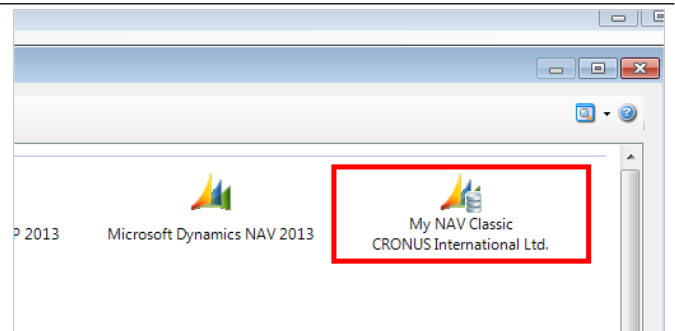 P 2013
Microsoft Dynamics NAV 2013
My NAV Classic
CRONUS International Ltd.